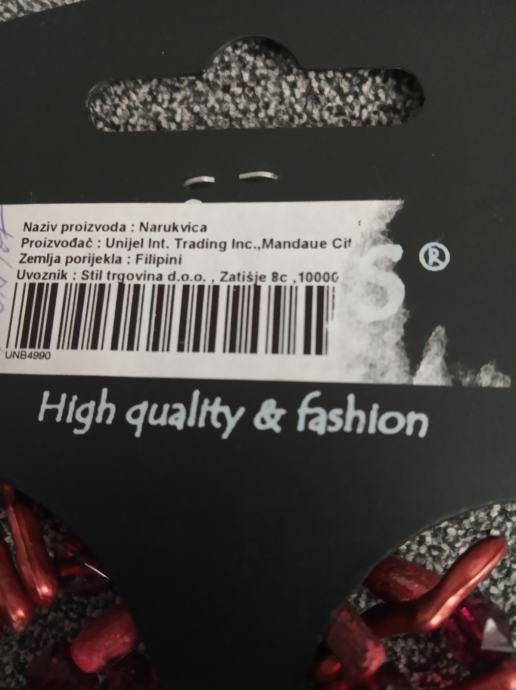 Naziv proizvoda : Narukvica
Proizvođač : Unijel Int. Trading Inc.,Mandaue
Zemlja porijekla : Filipini
Uvoznik : Stil trgovina d.o.o. , Zatišje 8c ,10000
S®
UNB4990
High quality & fashion